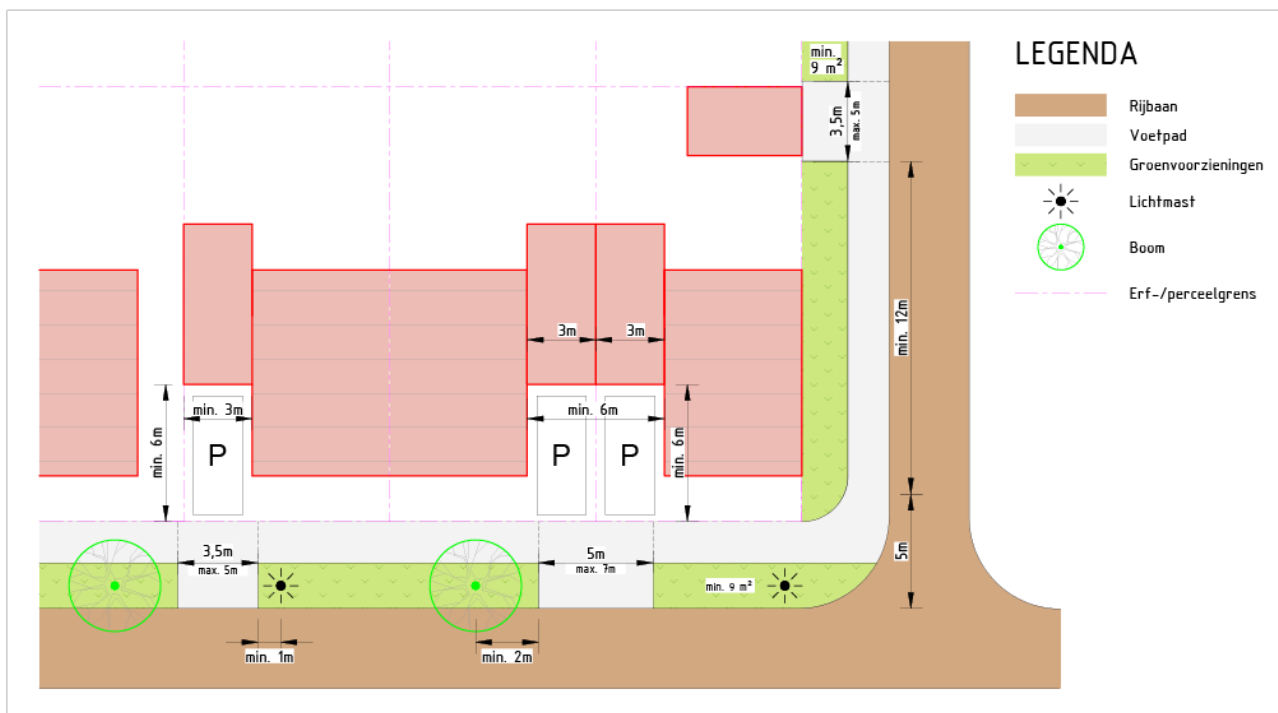 min.
9 m²
LEGENDA
3,5m
max. 5m
Rijbaan
Voetpad
Groenvoorzieningen
Lichtmast
Boom
Erf-/perceelgrens
min. 12m
3m
3m
min. 3m
min. 6m
min. 6m
min. 6m
P
P
P
5m
3,5m
max. 5m
5m
max. 7m
min. 9 m²
min. 1m
min. 2m